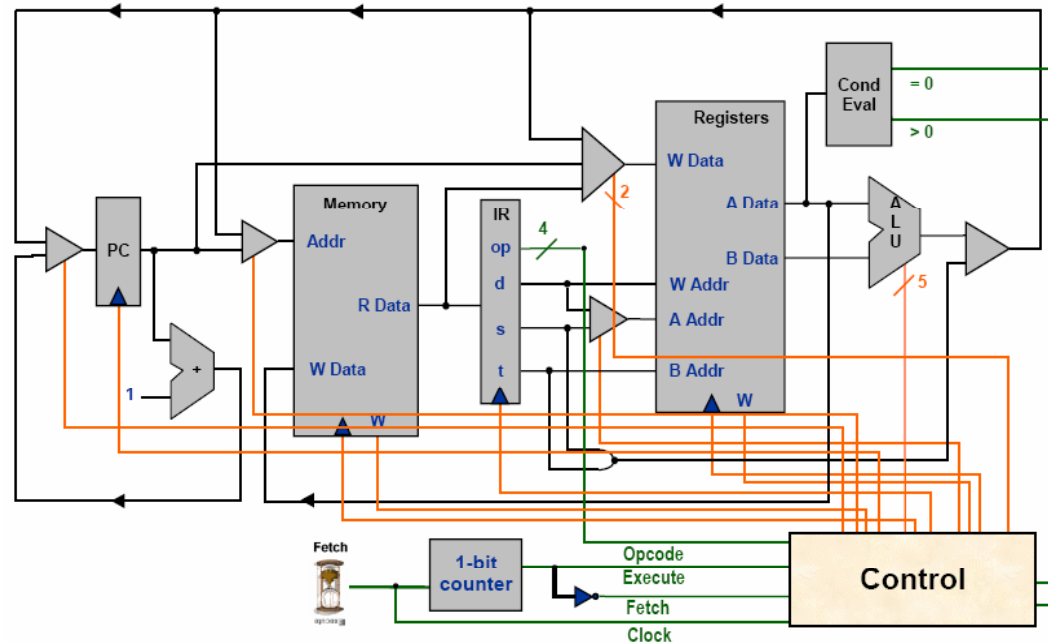 Cond
Eval
= 0
> 0
Registers
W Data
A Data
B Data
W Addr
A Addr
B Addr
W
2
A
L
U
5
Memory
Addr
R Data
W Data
W
IR
op
d
s
t
4
PC
+
1
Fetch
Execute
1-bit
counter
Opcode
Execute
Fetch
Clock
Control